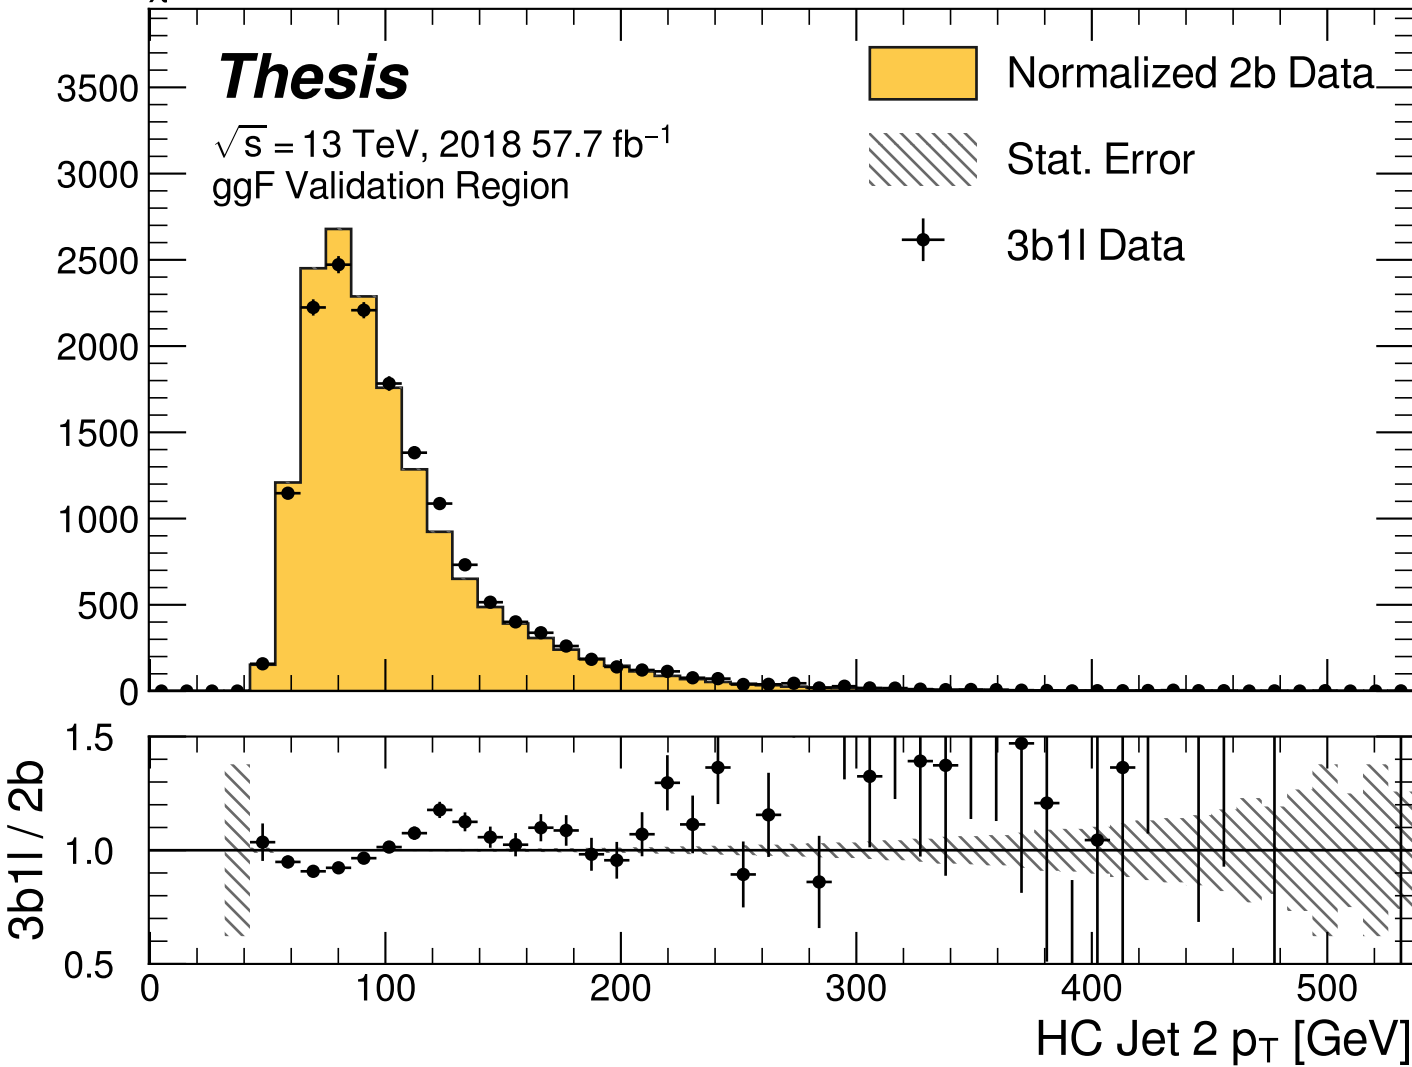 Thesis
√s = 13 TeV, 2018 57.7 fb⁻¹
ggF Validation Region
Normalized 2b Data
Stat. Error
3b1l Data
3500
3000
2500
2000
1500
1000
500
0
3b1l / 2b
1.5
1.0
0.5
0 100 200 300 400 500
HC Jet 2 pT [GeV]